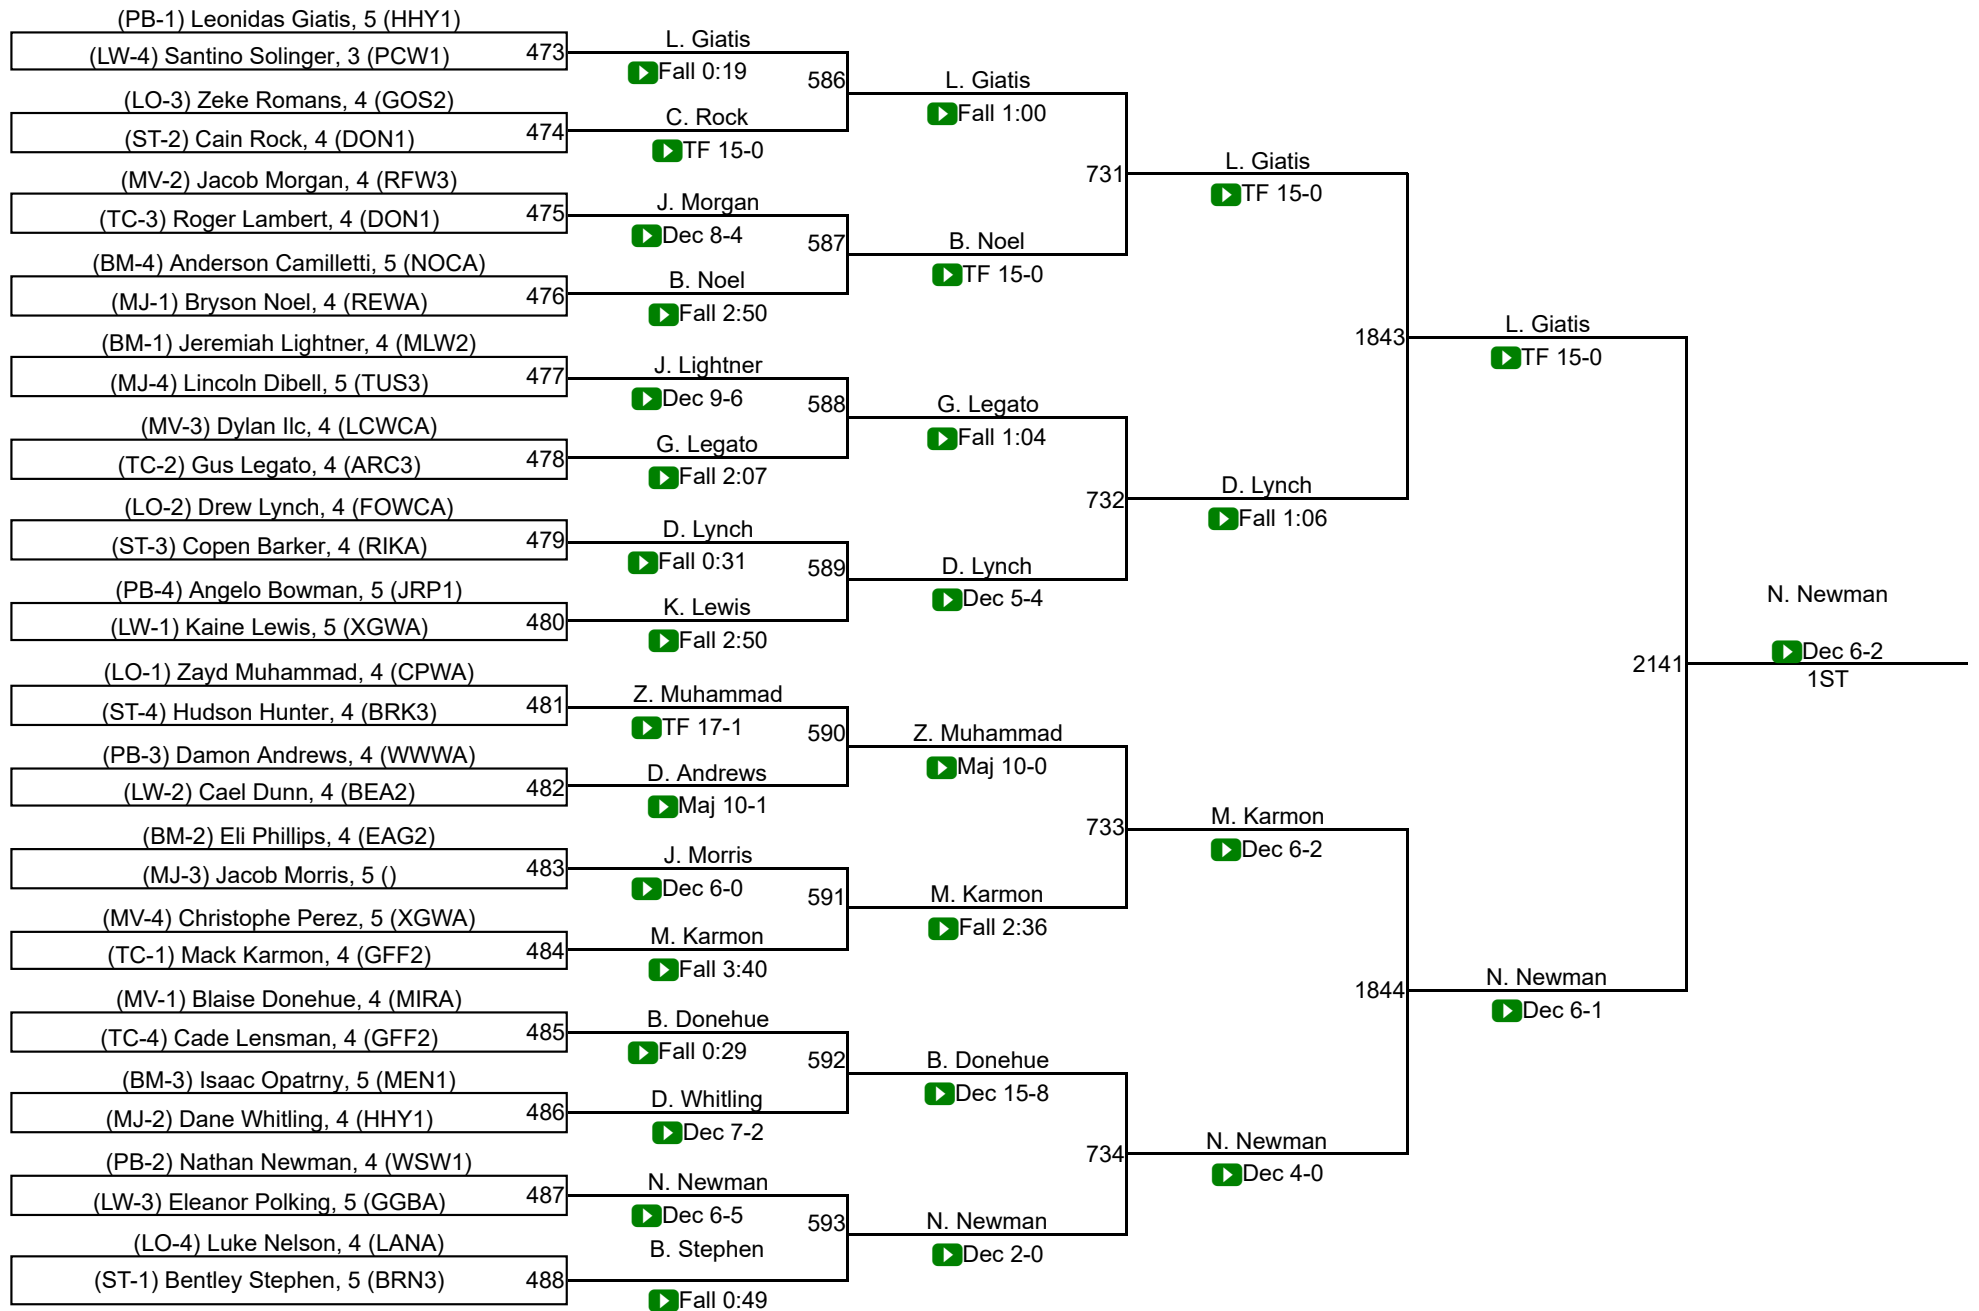 (PB-1) Leonidas Giatis, 5 (HHY1)
(LW-4) Santino Solinger, 3 (PCW1)
473
(LO-3) Zeke Romans, 4 (GOS2)
(ST-2) Cain Rock, 4 (DON1)
474
(MV-2) Jacob Morgan, 4 (RFW3)
(TC-3) Roger Lambert, 4 (DON1)
475
(BM-4) Anderson Camilletti, 5 (NOCA)
(MJ-1) Bryson Noel, 4 (REWA)
476
(BM-1) Jeremiah Lightner, 4 (MLW2)
(MJ-4) Lincoln Dibell, 5 (TUS3)
477
(MV-3) Dylan Ilc, 4 (LCWCA)
(TC-2) Gus Legato, 4 (ARC3)
478
(LO-2) Drew Lynch, 4 (FOWCA)
(ST-3) Copen Barker, 4 (RIKA)
479
(PB-4) Angelo Bowman, 5 (JRP1)
(LW-1) Kaine Lewis, 5 (XGWA)
480
(LO-1) Zayd Muhammad, 4 (CPWA)
(ST-4) Hudson Hunter, 4 (BRK3)
481
(PB-3) Damon Andrews, 4 (WWWA)
(LW-2) Cael Dunn, 4 (BEA2)
482
(BM-2) Eli Phillips, 4 (EAG2)
(MJ-3) Jacob Morris, 5 ()
483
(MV-4) Christophe Perez, 5 (XGWA)
(TC-1) Mack Karmon, 4 (GFF2)
484
(MV-1) Blaise Donehue, 4 (MIRA)
(TC-4) Cade Lensman, 4 (GFF2)
485
(BM-3) Isaac Opatrny, 5 (MEN1)
(MJ-2) Dane Whitling, 4 (HHY1)
486
(PB-2) Nathan Newman, 4 (WSW1)
(LW-3) Eleanor Polking, 5 (GGBA)
487
(LO-4) Luke Nelson, 4 (LANA)
(ST-1) Bentley Stephen, 5 (BRN3)
488
L. Giatis
Fall 0:19
586
C. Rock
TF 15-0
J. Morgan
Dec 8-4
587
B. Noel
Fall 2:50
J. Lightner
Dec 9-6
588
G. Legato
Fall 2:07
D. Lynch
Fall 0:31
589
K. Lewis
Fall 2:50
Z. Muhammad
TF 17-1
590
D. Andrews
Maj 10-1
J. Morris
Dec 6-0
591
M. Karmon
Fall 3:40
B. Donehue
Fall 0:29
592
D. Whitling
Dec 7-2
N. Newman
Dec 6-5
593
B. Stephen
Fall 0:49
L. Giatis
Fall 1:00
731
B. Noel
TF 15-0
G. Legato
Fall 1:04
732
D. Lynch
Dec 5-4
Z. Muhammad
Maj 10-0
733
M. Karmon
Fall 2:36
B. Donehue
Dec 15-8
734
N. Newman
Dec 2-0
L. Giatis
TF 15-0
1843
D. Lynch
Fall 1:06
M. Karmon
Dec 6-2
1844
N. Newman
Dec 4-0
L. Giatis
TF 15-0
2141
N. Newman
Dec 6-1
N. Newman
Dec 6-2
1ST